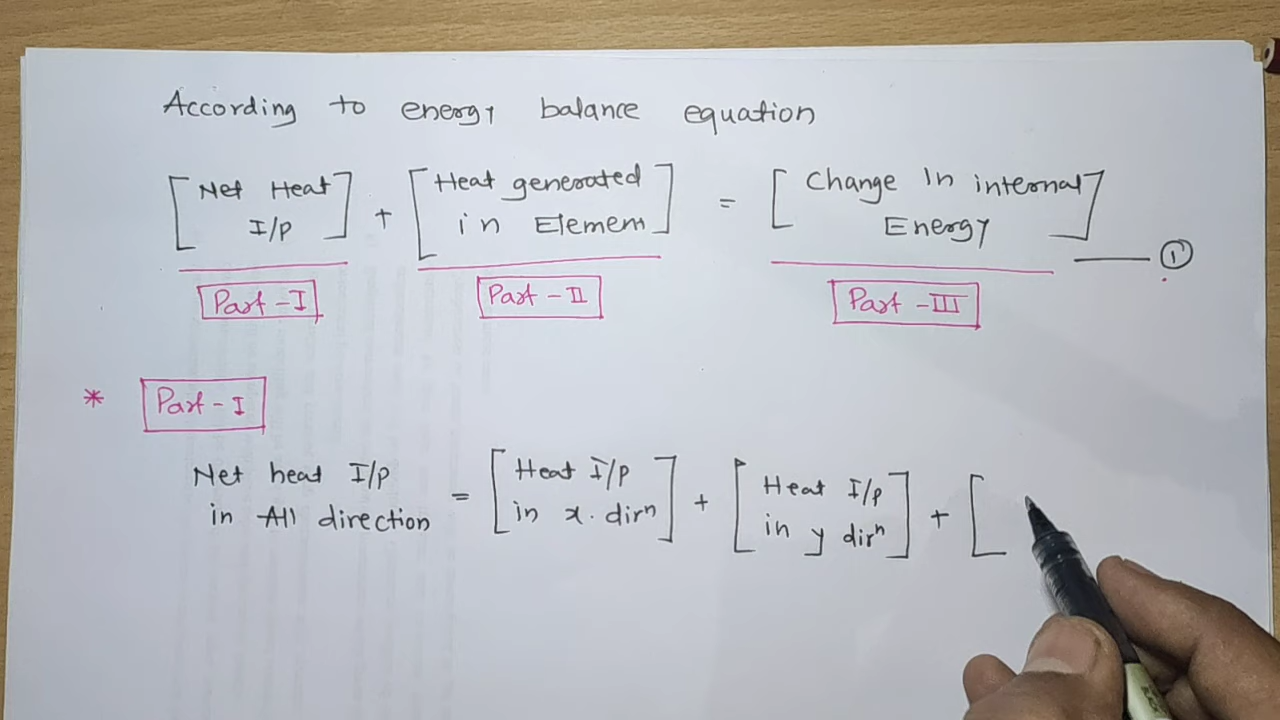 According to energy balance equation
[Net Heat I/p] + [Heat generated in Elemem] = [Change in internal Energy] — ①
Part-I Part-II Part-III
* Part-I
Net heat I/p in All direction = [Heat I/p in x. dirⁿ] + [Heat I/p in y dirⁿ] + [